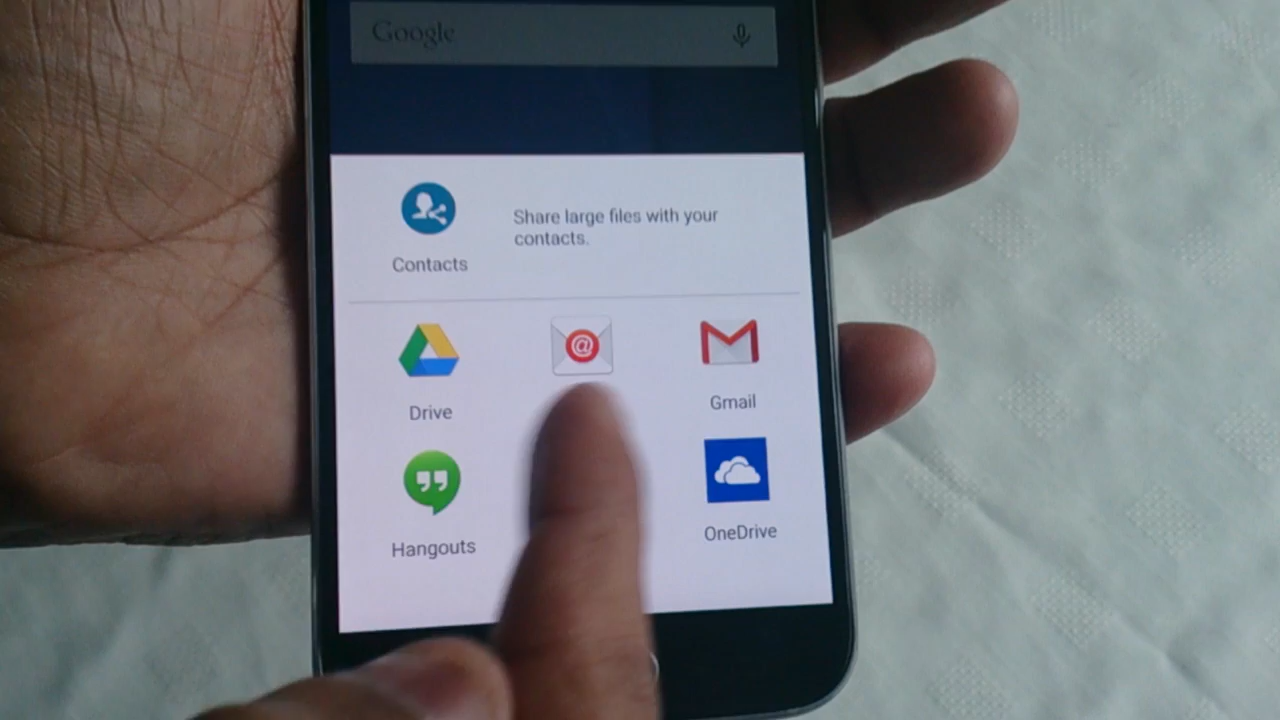 Google
Share large files with your
contacts.
Contacts
@
Drive
Gmail
Hangouts
OneDrive